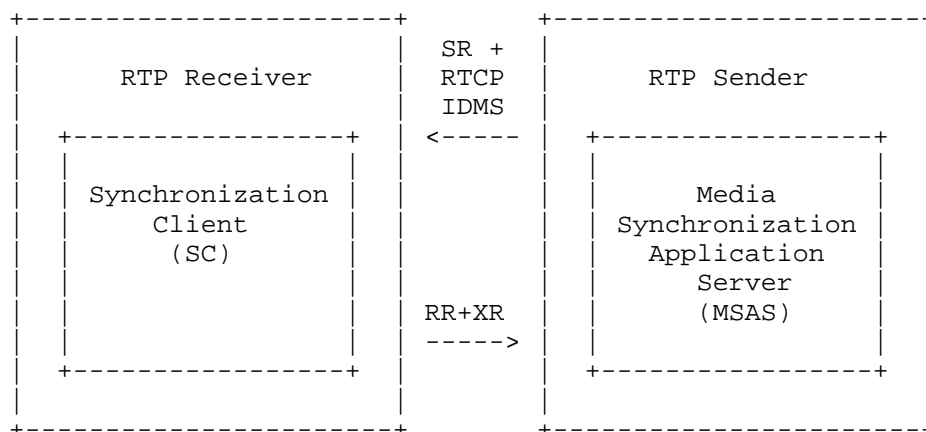 SR +
RTP Receiver RTCP RTP Sender
IDMS
<-----
Synchronization Media
Client Synchronization
(SC) Application
Server
RR+XR (MSAS)
----->